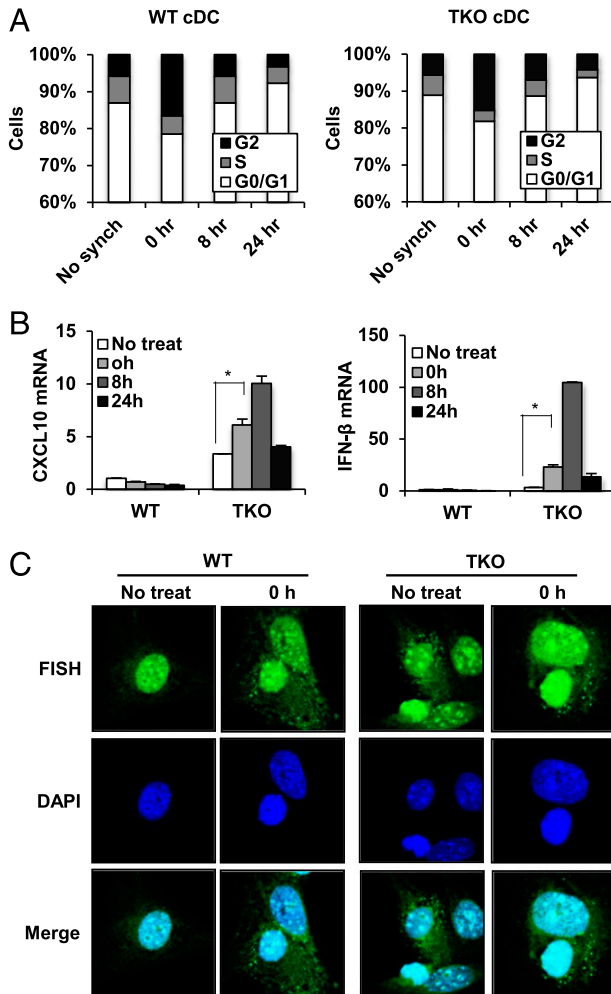 A
WT cDC
TKO cDC
Cells
100%
90%
80%
70%
60%
G2
S
G0/G1
No synch
0 hr
8 hr
24 hr
Cells
100%
90%
80%
70%
60%
G2
S
G0/G1
No synch
0 hr
8 hr
24 hr
B
CXCL10 mRNA
15
10
5
0
No treat
oh
8h
24h
*
WT
TKO
IFN-β mRNA
150
100
50
0
No treat
0h
8h
24h
*
WT
TKO
C
WT
TKO
No treat
0 h
No treat
0 h
FISH
DAPI
Merge